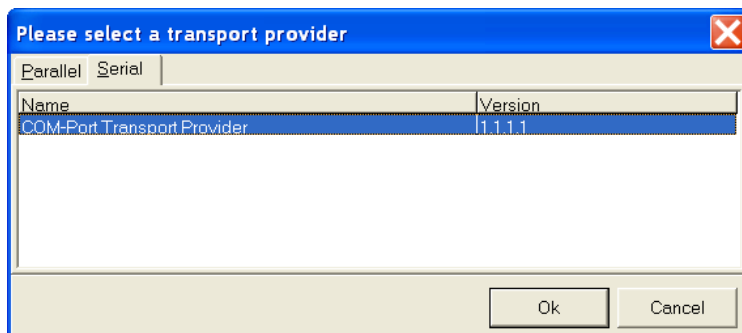 Please select a transport provider
Parallel Serial
Name Version
COM-Port Transport Provider 1.1.1.1
Ok Cancel